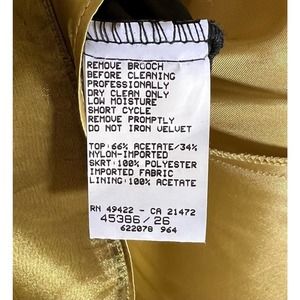 REMOVE BROOCH
BEFORE CLEANING
PROFESSIONALLY
DRY CLEAN ONLY
LOW MOISTURE
SHORT CYCLE
REMOVE PROMPTLY
DO NOT IRON VELVET
TOP:66% ACETATE/34%
NYLON-IMPORTED
SKRT:100% POLYESTER
IMPORTED FABRIC
LINING:100% ACETATE
RN 49422 - CA 21472
45386/26
622078 964